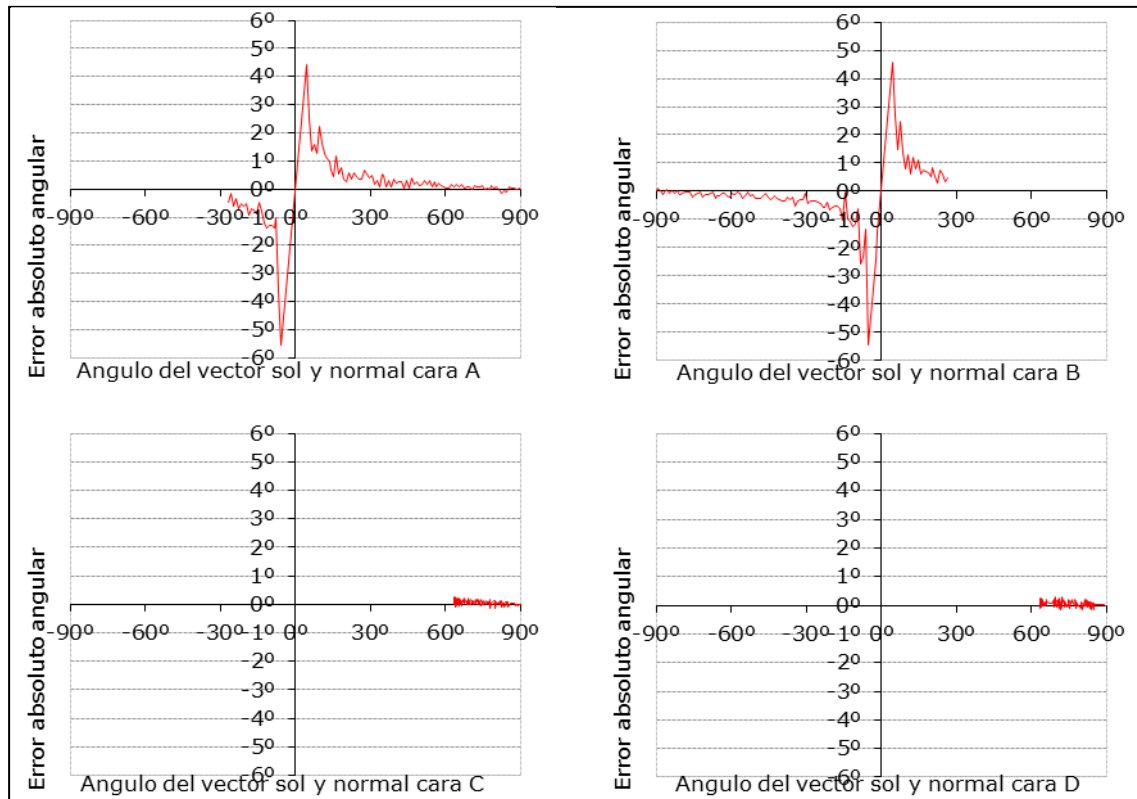 6º
5º
4º
3º
2º
1º
0º
-1º
-2º
-3º
-4º
-5º
-6º
-90º -60º -30º 0º 30º 60º 90º
Error absoluto angular
Angulo del vector sol y normal cara A
6º
5º
4º
3º
2º
1º
0º
-1º
-2º
-3º
-4º
-5º
-6º
-90º -60º -30º 0º 30º 60º 90º
Error absoluto angular
Angulo del vector sol y normal cara B
6º
5º
4º
3º
2º
1º
0º
-1º
-2º
-3º
-4º
-5º
-6º
-90º -60º -30º 0º 30º 60º 90º
Error absoluto angular
Angulo del vector sol y normal cara C
6º
5º
4º
3º
2º
1º
0º
-1º
-2º
-3º
-4º
-5º
-6º
-90º -60º -30º 0º 30º 60º 90º
Error absoluto angular
Angulo del vector sol y normal cara D